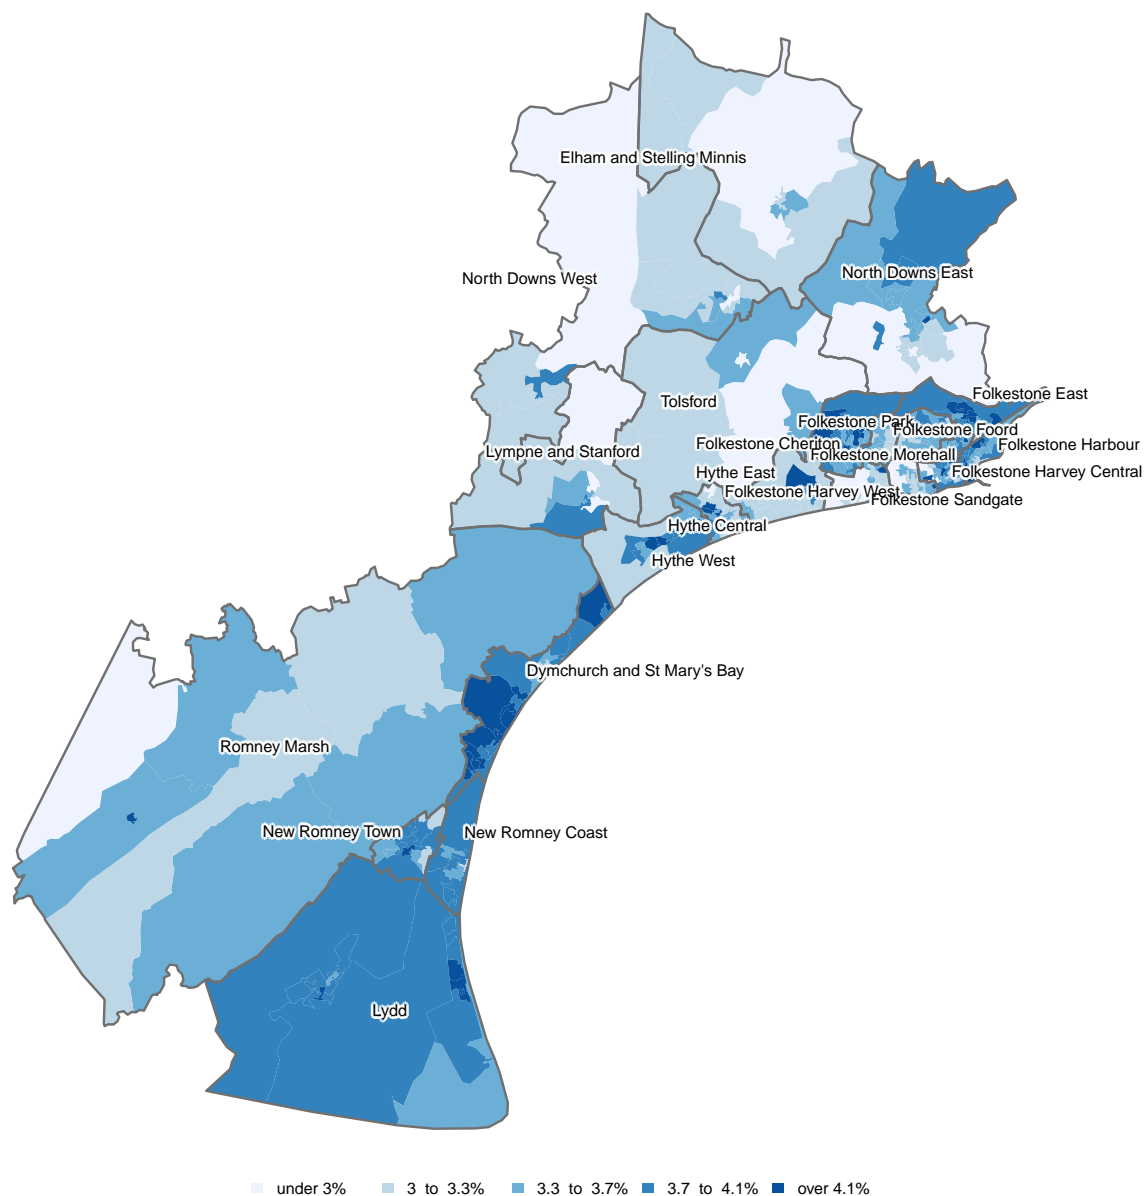 Elham and Stelling Minnis
North Downs East
North Downs West
Folkestone East
Tolsford
Folkestone Park
Folkestone Foord
Folkestone Cheriton
Folkestone Harbour
Lympne and Stanford
Folkestone Morehall
Hythe East
Folkestone Harvey Central
Folkestone Harvey West
Folkestone Sandgate
Hythe Central
Hythe West
Dymchurch and St Mary's Bay
Romney Marsh
New Romney Town
New Romney Coast
Lydd
under 3% 3 to 3.3% 3.3 to 3.7% 3.7 to 4.1% over 4.1%